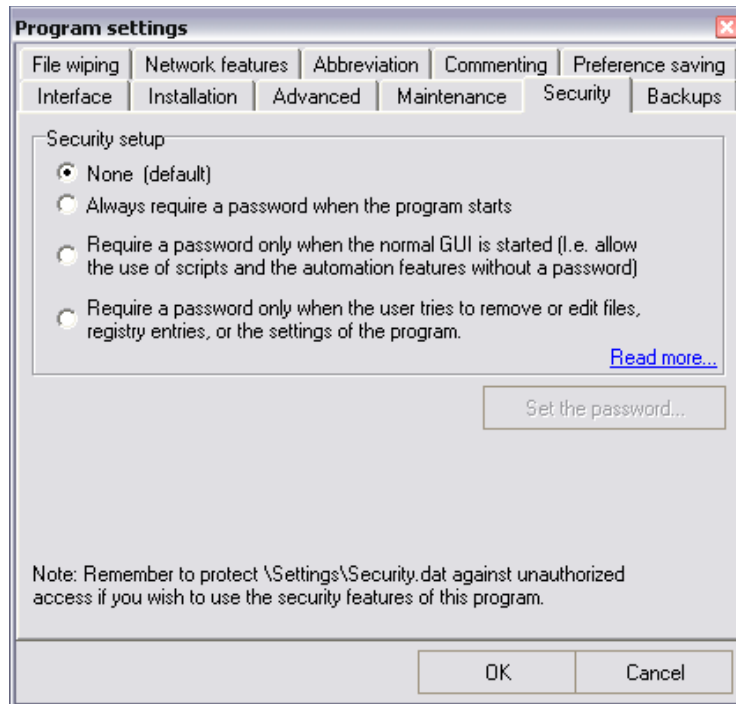 Program settings
File wiping Network features Abbreviation Commenting Preference saving
Interface Installation Advanced Maintenance Security Backups
Security setup
None (default)
Always require a password when the program starts
Require a password only when the normal GUI is started (I.e. allow
the use of scripts and the automation features without a password)
Require a password only when the user tries to remove or edit files,
registry entries, or the settings of the program.
Read more...
Set the password...
Note: Remember to protect \Settings\Security.dat against unauthorized
access if you wish to use the security features of this program.
OK Cancel